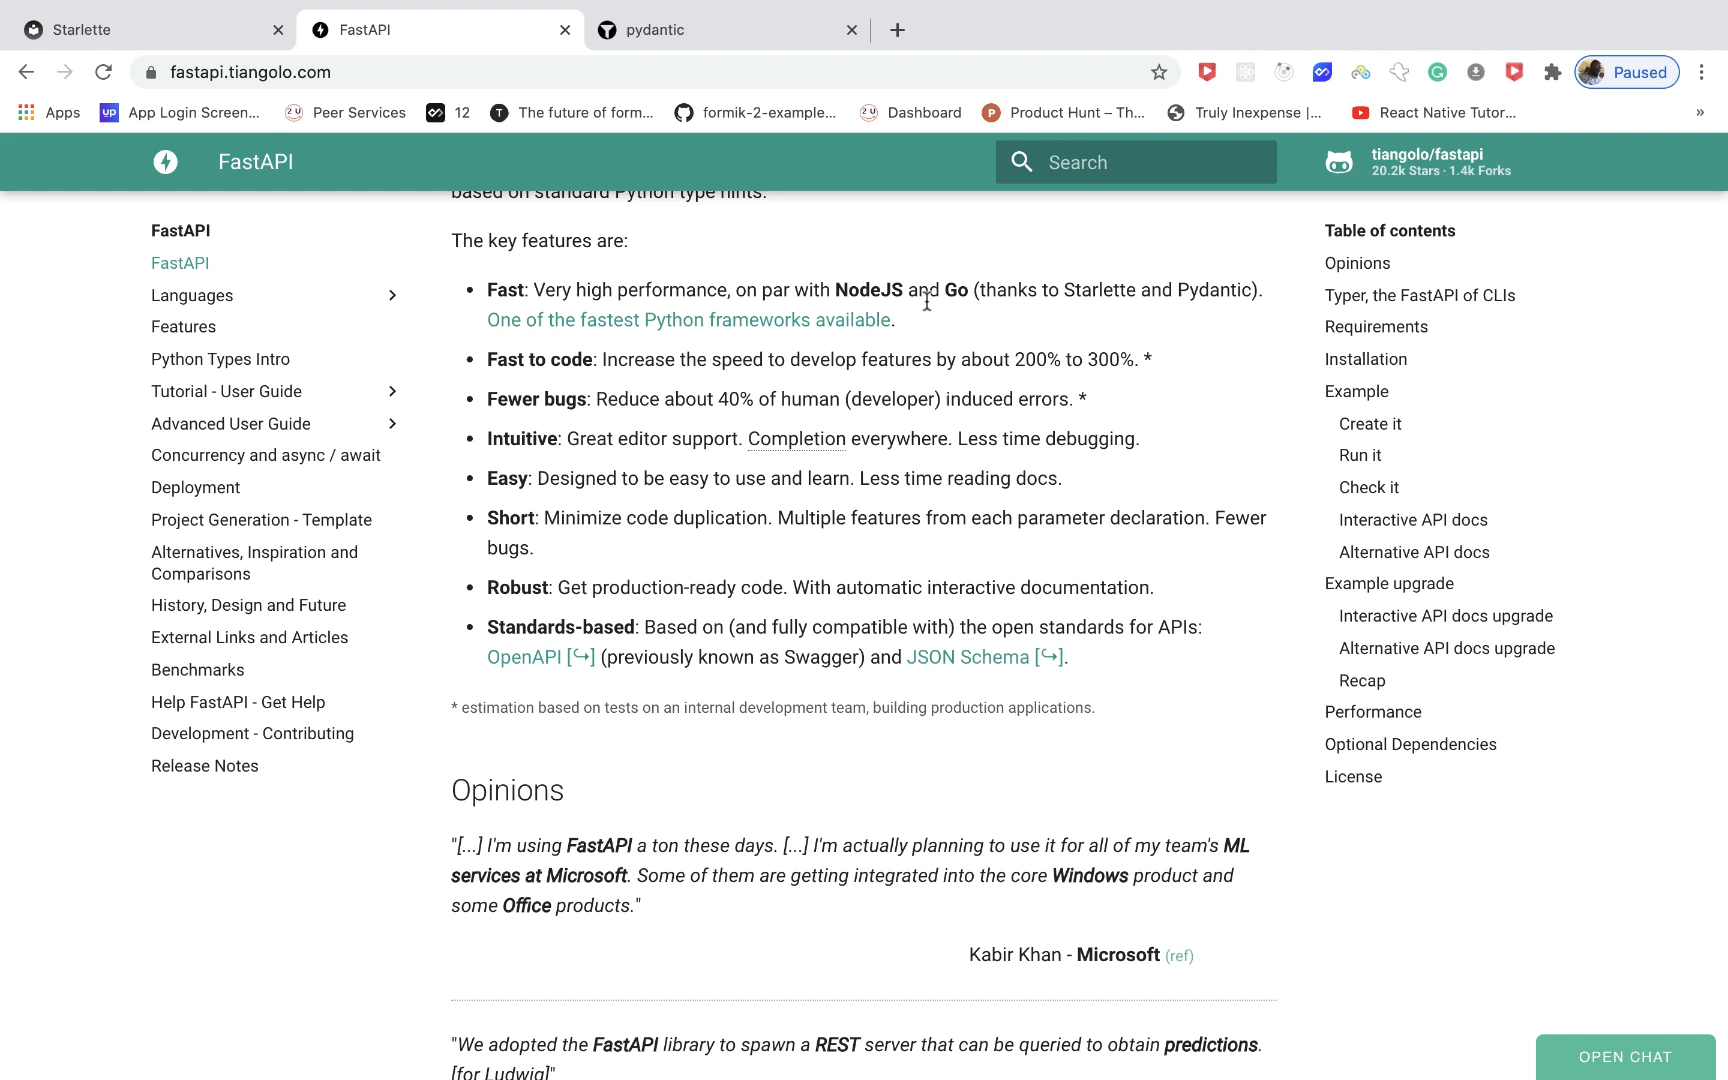 Starlette
FastAPI
pydantic
fastapi.tiangolo.com
Paused
Apps
up
App Login Screen...
Peer Services
12
The future of form...
formik-2-example...
Dashboard
Product Hunt – Th...
Truly Inexpense |...
React Native Tutor...
»
FastAPI
Search
tiangolo/fastapi
20.2k Stars · 1.4k Forks
based on standard Python type hints.
FastAPI
FastAPI
Languages
Features
Python Types Intro
Tutorial - User Guide
Advanced User Guide
Concurrency and async / await
Deployment
Project Generation - Template
Alternatives, Inspiration and
Comparisons
History, Design and Future
External Links and Articles
Benchmarks
Help FastAPI - Get Help
Development - Contributing
Release Notes
The key features are:
• Fast: Very high performance, on par with NodeJS and Go (thanks to Starlette and Pydantic).
One of the fastest Python frameworks available.
• Fast to code: Increase the speed to develop features by about 200% to 300%. *
• Fewer bugs: Reduce about 40% of human (developer) induced errors. *
• Intuitive: Great editor support. Completion everywhere. Less time debugging.
• Easy: Designed to be easy to use and learn. Less time reading docs.
• Short: Minimize code duplication. Multiple features from each parameter declaration. Fewer
bugs.
• Robust: Get production-ready code. With automatic interactive documentation.
• Standards-based: Based on (and fully compatible with) the open standards for APIs:
OpenAPI [↪] (previously known as Swagger) and JSON Schema [↪].
* estimation based on tests on an internal development team, building production applications.
Opinions
"[...] I'm using FastAPI a ton these days. [...] I'm actually planning to use it for all of my team's ML
services at Microsoft. Some of them are getting integrated into the core Windows product and
some Office products."
Kabir Khan - Microsoft (ref)
"We adopted the FastAPI library to spawn a REST server that can be queried to obtain predictions.
[for Ludwig]"
Table of contents
Opinions
Typer, the FastAPI of CLIs
Requirements
Installation
Example
Create it
Run it
Check it
Interactive API docs
Alternative API docs
Example upgrade
Interactive API docs upgrade
Alternative API docs upgrade
Recap
Performance
Optional Dependencies
License
OPEN CHAT